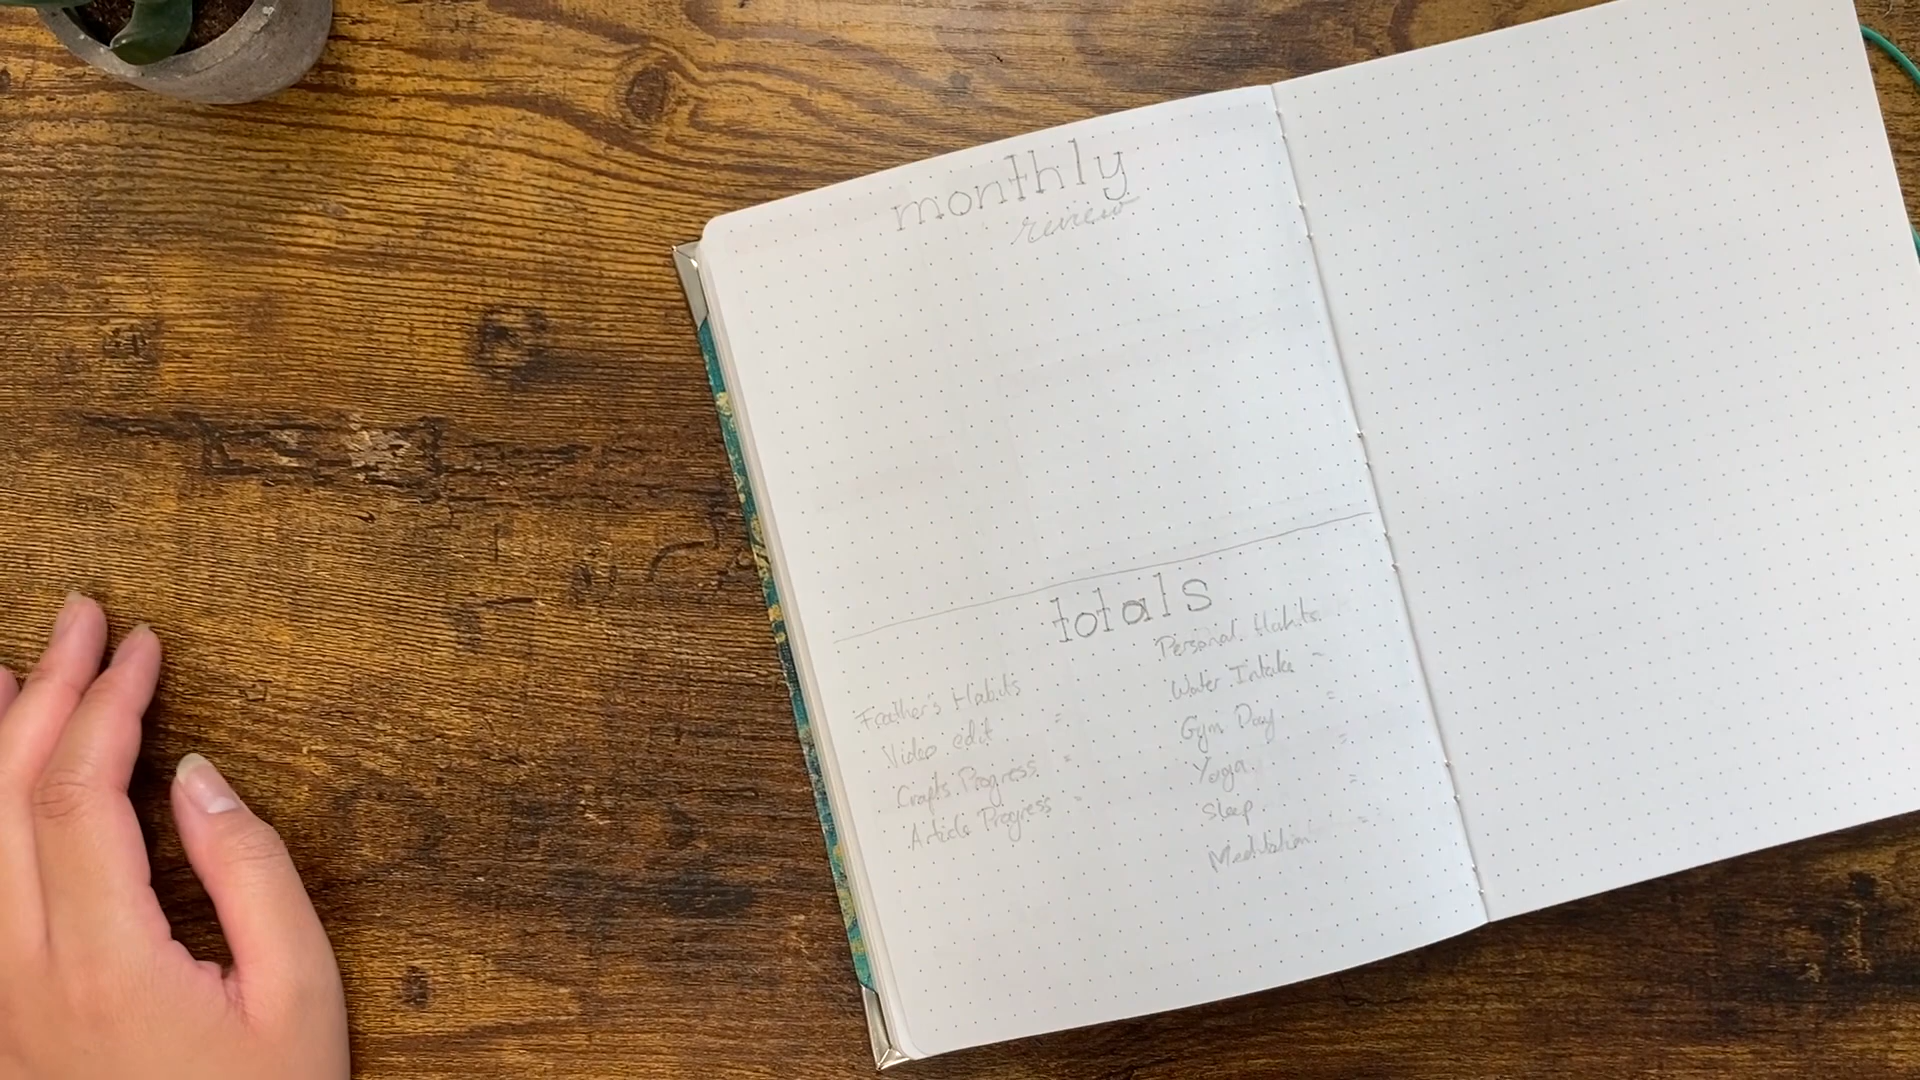 monthly
review
totals
Feather's Habits
Video edit =
Crafts Progress =
Article Progress =
Personal Habits
Water Intake =
Gym Day =
Yoga =
Sleep =
Meditation =